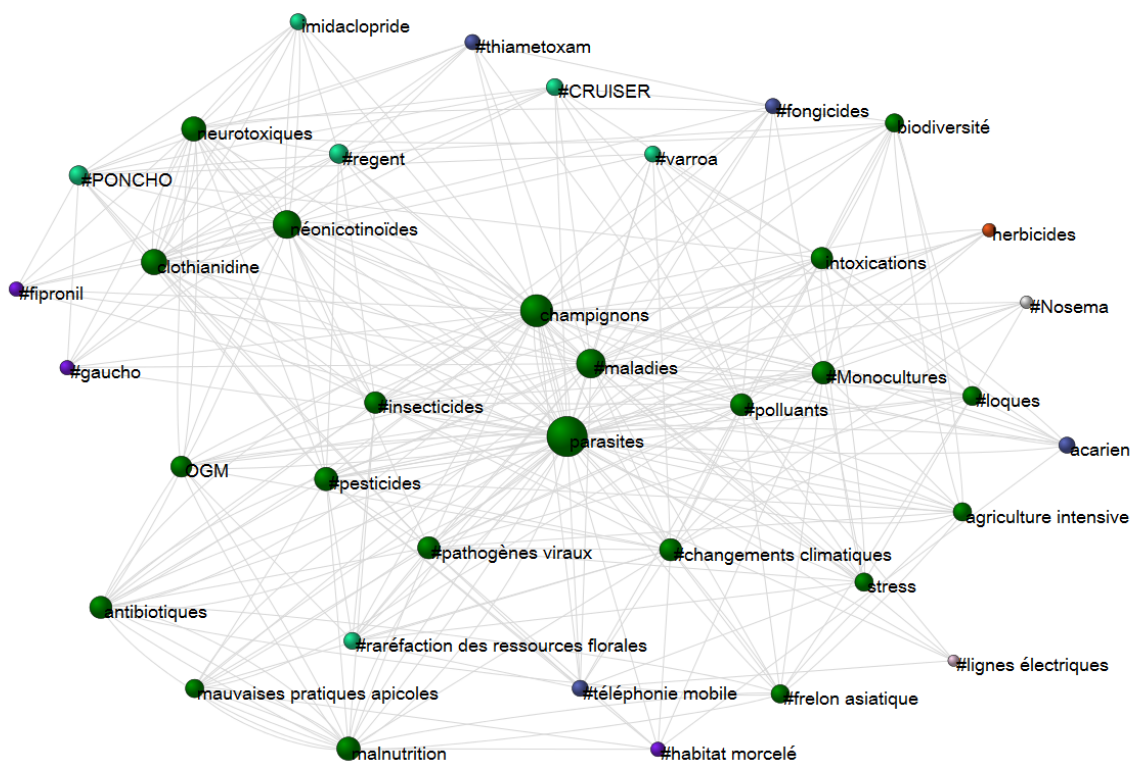 imidaclopride
#thiametoxam
#CRUISER
#fongicides
biodiversité
neurotoxiques
#regent
#varroa
#PONCHO
néonicotinoïdes
herbicides
clothianidine
intoxications
#fipronil
#Nosema
champignons
#gaucho
#maladies
#Monocultures
#insecticides
#polluants
#loques
parasites
acarien
OGM
#pesticides
agriculture intensive
#pathogènes viraux
#changements climatiques
stress
antibiotiques
#raréfaction des ressources florales
#lignes électriques
mauvaises pratiques apicoles
#téléphonie mobile
#frelon asiatique
malnutrition
#habitat morcelé